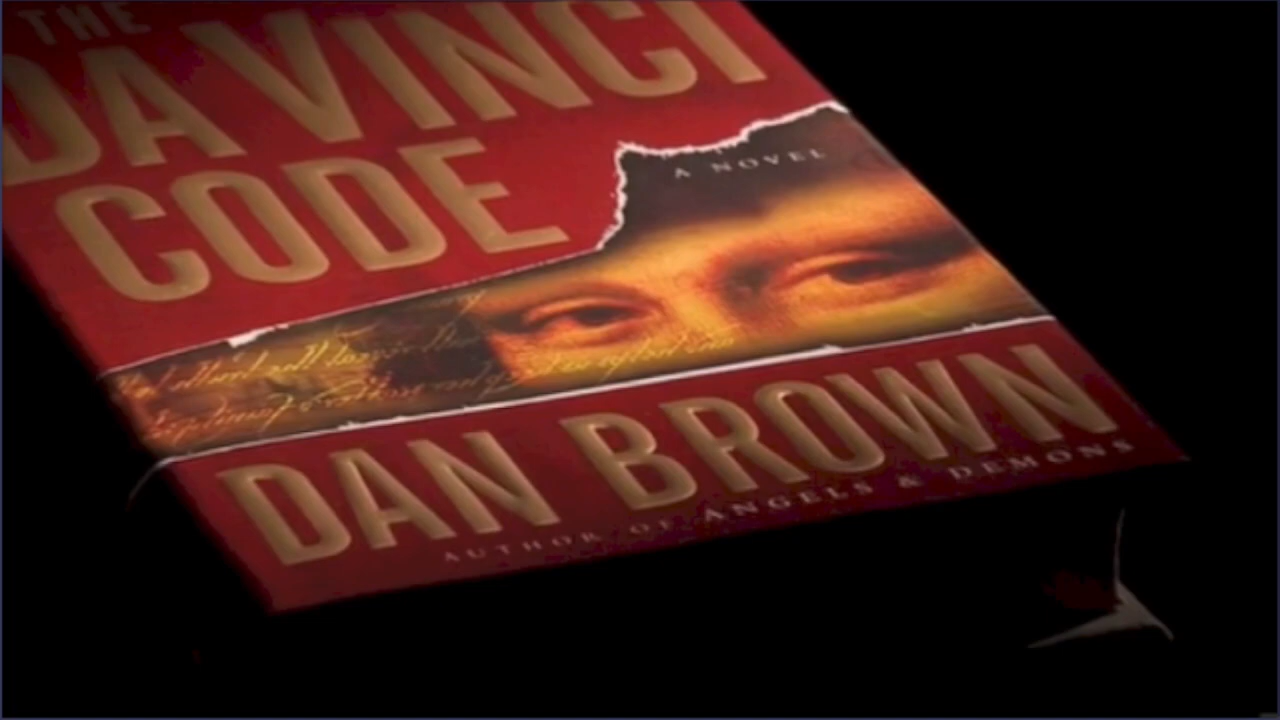 THE
DA VINCI
CODE
A NOVEL
DAN BROWN
AUTHOR OF ANGELS & DEMONS